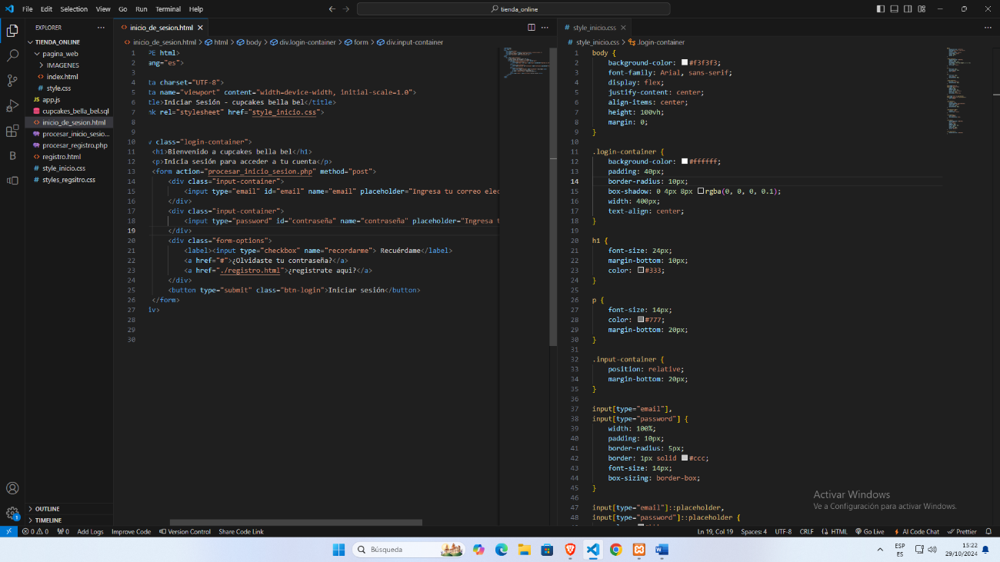 File Edit Selection View Go Run Terminal Help
tienda_online
EXPLORER
TIENDA_ONLINE
pagina_web
IMAGENES
index.html
style.css
app.js
cupcakes_bella_bel.sql
inicio_de_sesion.html
procesar_inicio_sesio...
procesar_registro.php
registro.html
style_inicio.css
styles_regsitro.css
OUTLINE
TIMELINE
inicio_de_sesion.html
inicio_de_sesion.html > html > body > div.login-container > form > div.input-container
1 PE html>
2 ang="es">
3
4 ta charset="UTF-8">
5 ta name="viewport" content="width=device-width, initial-scale=1.0">
6 tle>Iniciar Sesión - cupcakes bella bel</title>
7 nk rel="stylesheet" href="style_inicio.css">
8
9
10 v class="login-container">
11 <h1>Bienvenido a cupcakes bella bel</h1>
12 <p>Inicia sesión para acceder a tu cuenta</p>
13 <form action="procesar_inicio_sesion.php" method="post">
14 <div class="input-container">
15 <input type="email" id="email" name="email" placeholder="Ingresa tu correo elec
16 </div>
17 <div class="input-container">
18 <input type="password" id="contraseña" name="contraseña" placeholder="Ingresa t
19 </div>
20 <div class="form-options">
21 <label><input type="checkbox" name="recordarme"> Recuérdame</label>
22 <a href="#">¿Olvidaste tu contraseña?</a>
23 <a href="./registro.html">¿registrate aqui?</a>
24 </div>
25 <button type="submit" class="btn-login">Iniciar sesión</button>
26 </form>
27 iv>
28
29
30
style_inicio.css
style_inicio.css > .login-container
1 body {
2 background-color: #f3f3f3;
3 font-family: Arial, sans-serif;
4 display: flex;
5 justify-content: center;
6 align-items: center;
7 height: 100vh;
8 margin: 0;
9 }
10
11 .login-container {
12 background-color: #ffffff;
13 padding: 40px;
14 border-radius: 10px;
15 box-shadow: 0 4px 8px rgba(0, 0, 0, 0.1);
16 width: 400px;
17 text-align: center;
18 }
19
20 h1 {
21 font-size: 24px;
22 margin-bottom: 10px;
23 color: #333;
24 }
25
26 p {
27 font-size: 14px;
28 color: #777;
29 margin-bottom: 20px;
30 }
31
32 .input-container {
33 position: relative;
34 margin-bottom: 20px;
35 }
36
37 input[type="email"],
38 input[type="password"] {
39 width: 100%;
40 padding: 10px;
41 border-radius: 5px;
42 border: 1px solid #ccc;
43 font-size: 14px;
44 box-sizing: border-box;
45 }
46
47 input[type="email"]::placeholder,
48 input[type="password"]::placeholder {
Activar Windows
Ve a Configuración para activar Windows.
1
0 0 0 Add Logs Improve Code Version Control Share Code Link Ln 19, Col 19 Spaces: 4 UTF-8 CRLF HTML Go Live AI Code Chat Prettier
Búsqueda
ESP
ES
15:22
29/10/2024